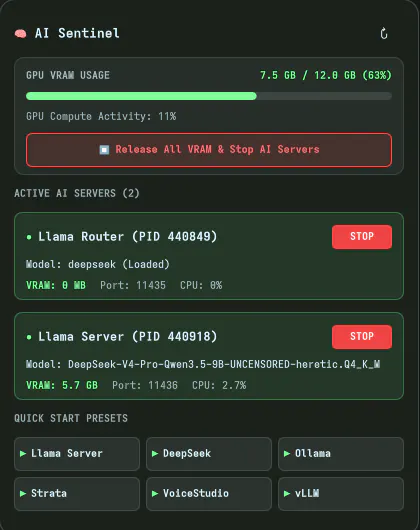 🧠 AI Sentinel ↻
GPU VRAM USAGE 7.5 GB / 12.0 GB (63%)
GPU Compute Activity: 11%
⏹ Release All VRAM & Stop AI Servers
ACTIVE AI SERVERS (2)
● Llama Router (PID 440849) STOP
Model: deepseek (Loaded)
VRAM: 0 MB Port: 11435 CPU: 0%
● Llama Server (PID 440918) STOP
Model: DeepSeek-V4-Pro-Qwen3.5-9B-UNCENSORED-heretic.Q4_K_M
VRAM: 5.7 GB Port: 11436 CPU: 2.7%
QUICK START PRESETS
▶ Llama Server ▶ DeepSeek ▶ Ollama
▶ Strata ▶ VoiceStudio ▶ vLLM